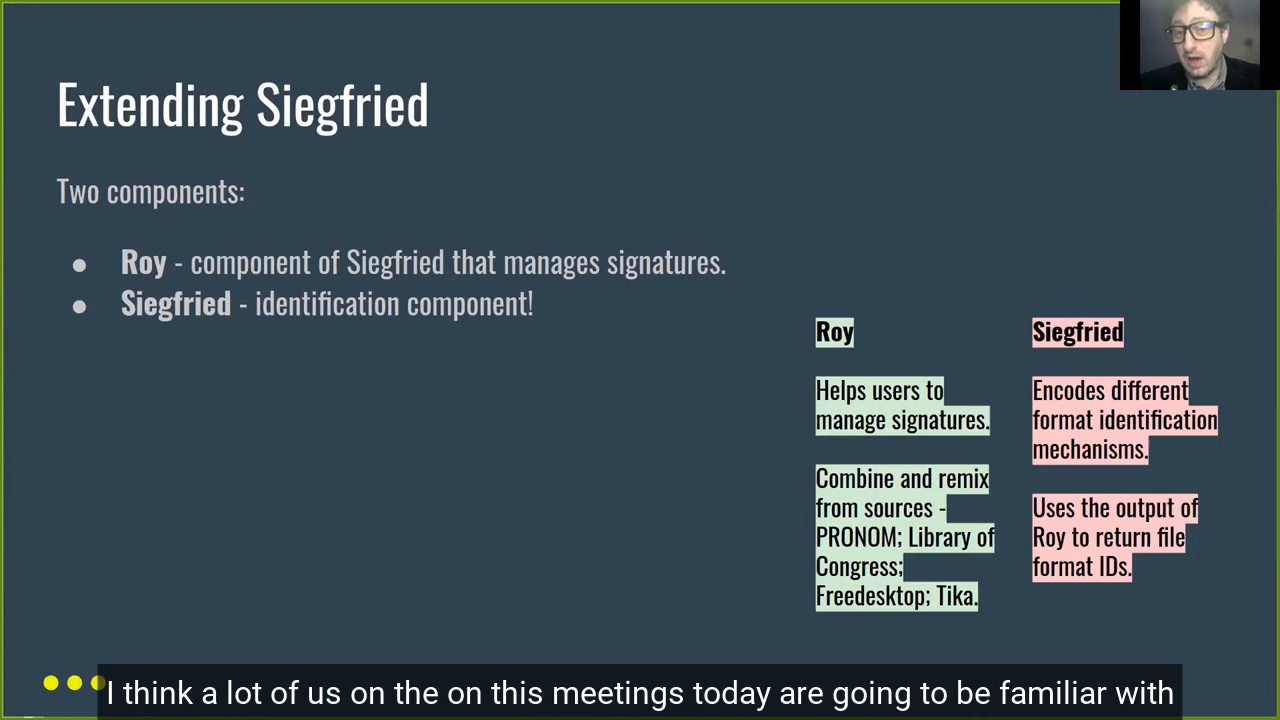 Extending Siegfried
Two components:
● Roy - component of Siegfried that manages signatures.
● Siegfried - identification component!
Roy
Helps users to
manage signatures.
Combine and remix
from sources -
PRONOM; Library of
Congress;
Freedesktop; Tika.
Siegfried
Encodes different
format identification
mechanisms.
Uses the output of
Roy to return file
format IDs.
I think a lot of us on the on this meetings today are going to be familiar with